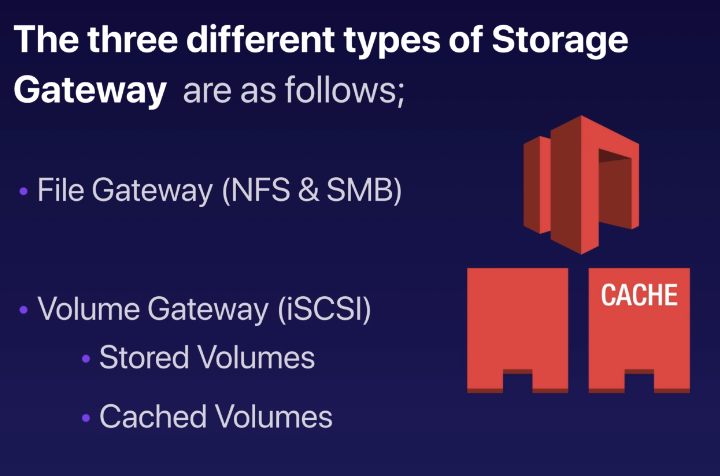 The three different types of Storage
Gateway are as follows;
• File Gateway (NFS & SMB)
• Volume Gateway (iSCSI)
• Stored Volumes
• Cached Volumes
CACHE